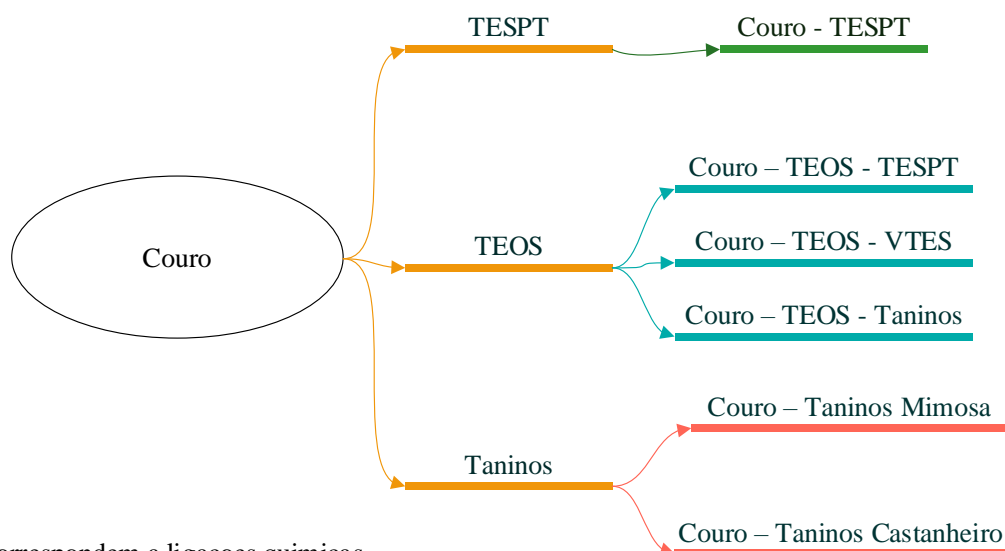 Couro
TESPT
Couro - TESPT
TEOS
Couro – TEOS - TESPT
Couro – TEOS - VTES
Couro – TEOS - Taninos
Taninos
Couro – Taninos Mimosa
Couro – Taninos Castanheiro